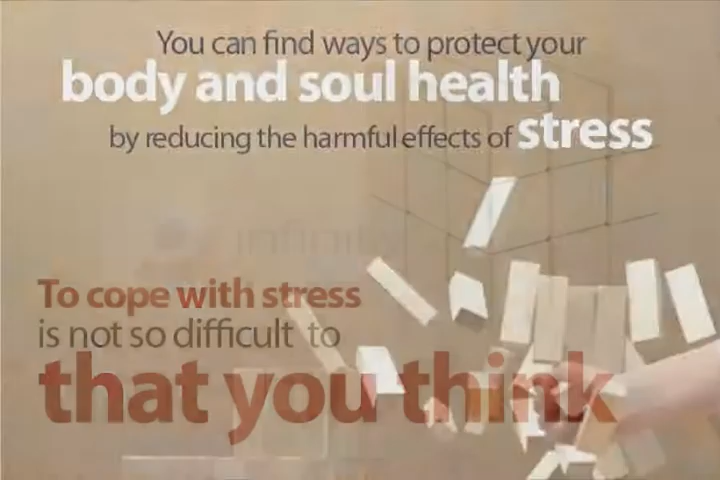 You can find ways to protect your
body and soul health
by reducing the harmful effects of stress
infinity
To cope with stress
is not so difficult to
that you think